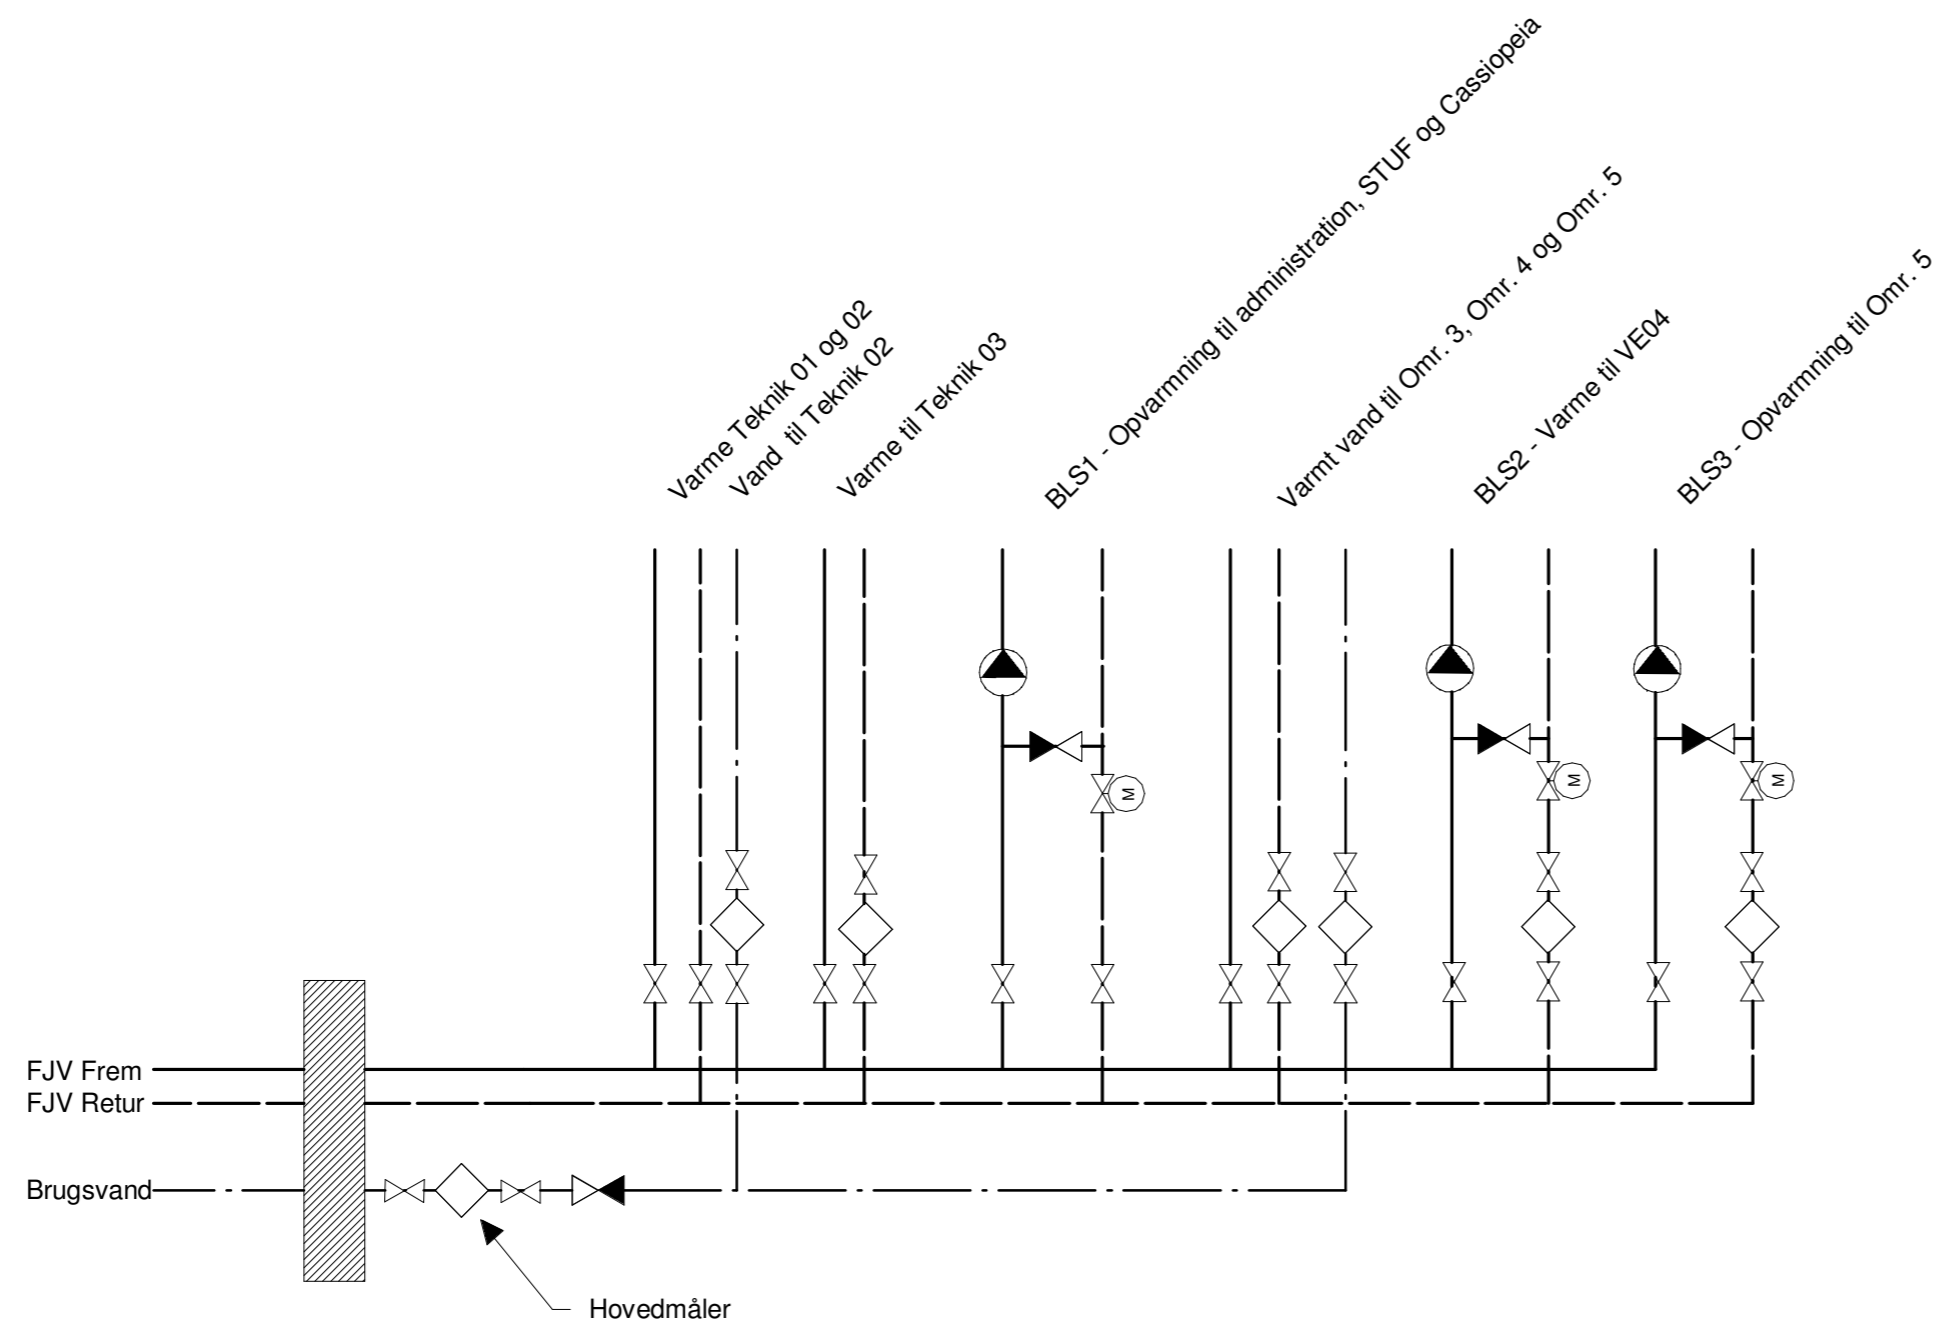 Varme Teknik 01 og 02
Vand til Teknik 02
Varme til Teknik 03
BLS1 - Opvarmning til administration, STUF og Cassiopeia
Varmt vand til Omr. 3, Omr. 4 og Omr. 5
BLS2 - Varme til VE04
BLS3 - Opvarmning til Omr. 5
M
M
M
FJV Frem
FJV Retur
Brugsvand
Hovedmåler